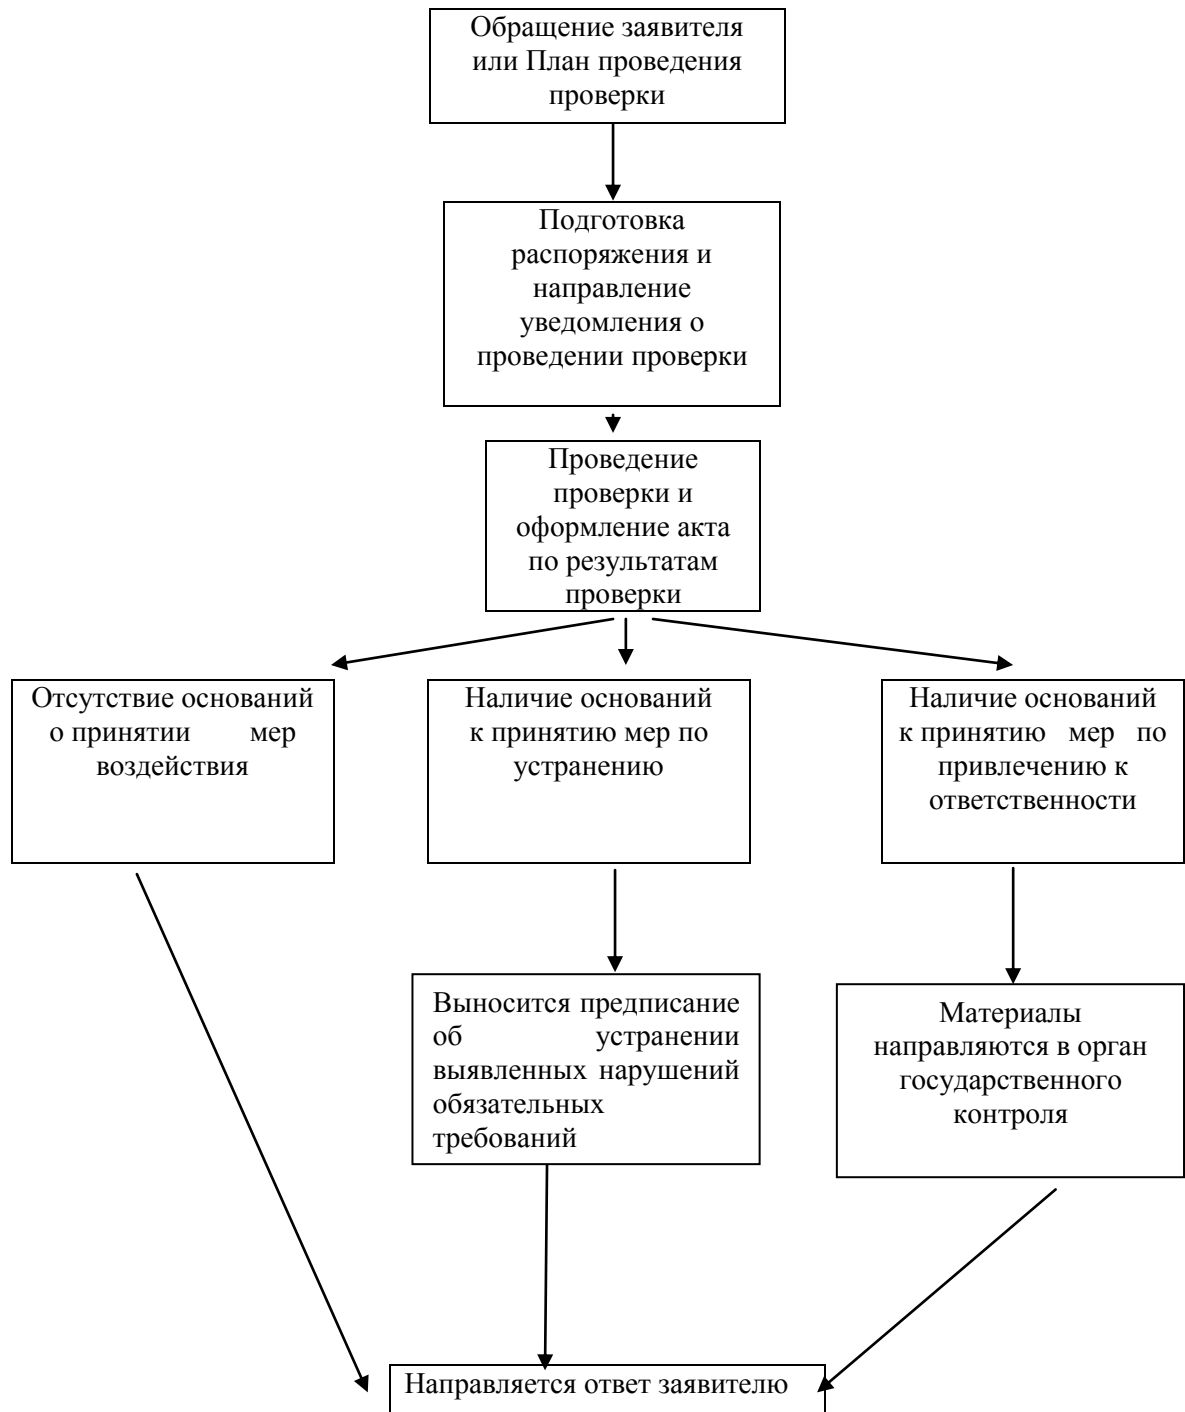 Обращение заявителя
или План проведения
проверки
Подготовка
распоряжения и
направление
уведомления о
проведении проверки
Проведение
проверки и
оформление акта
по результатам
проверки
Отсутствие оснований
о принятии мер
воздействия
Наличие оснований
к принятию мер по
устранению
Наличие оснований
к принятию мер по
привлечению к
ответственности
Выносится предписание
об устранении
выявленных нарушений
обязательных
требований
Материалы
направляются в орган
государственного
контроля
Направляется ответ заявителю